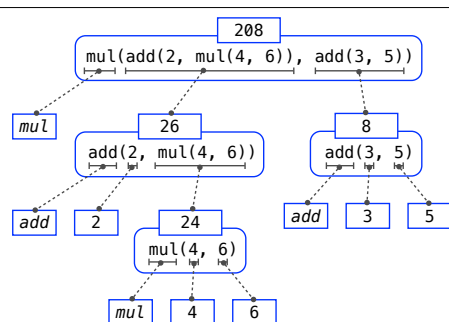 208
mul(add(2, mul(4, 6)), add(3, 5))
mul
26
8
add(2, mul(4, 6))
add(3, 5)
add
2
24
add
3
5
mul(4, 6)
mul
4
6